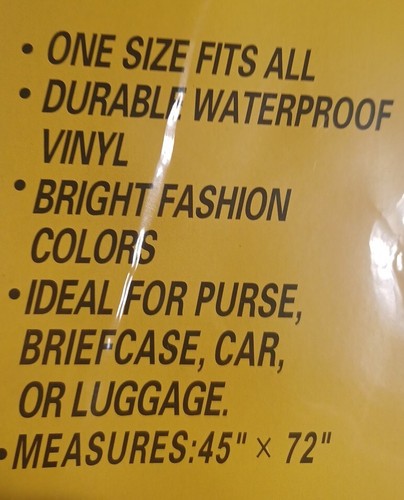 • ONE SIZE FITS ALL
• DURABLE WATERPROOF
VINYL
• BRIGHT FASHION
COLORS
• IDEAL FOR PURSE,
BRIEFCASE, CAR,
OR LUGGAGE.
• MEASURES:45" × 72"